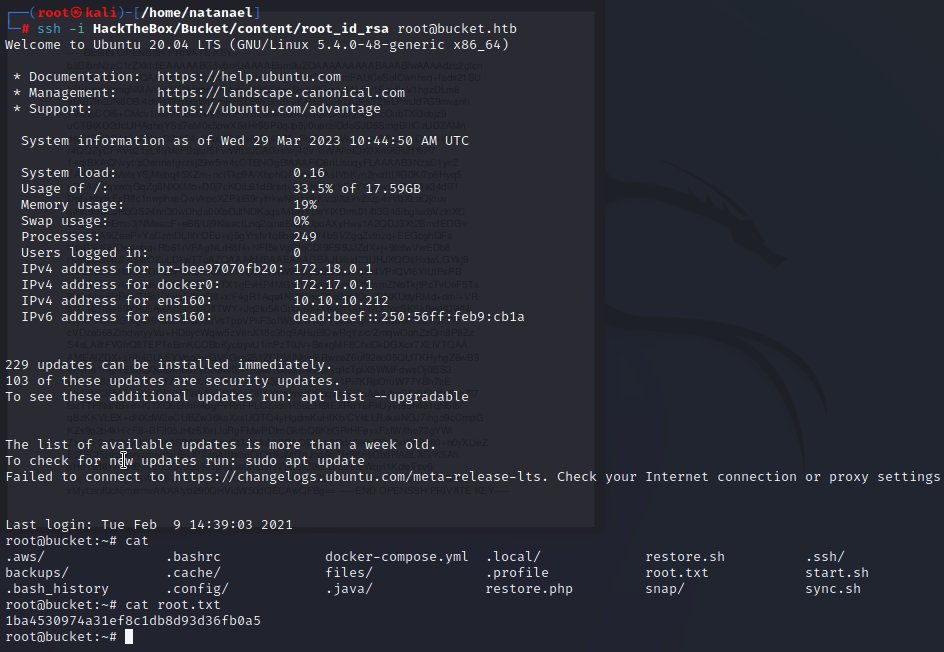 ┌──(root㉿kali)-[/home/natanael]
└─# ssh -i HackTheBox/Bucket/content/root_id_rsa root@bucket.htb
Welcome to Ubuntu 20.04 LTS (GNU/Linux 5.4.0-48-generic x86_64)
* Documentation: https://help.ubuntu.com
* Management: https://landscape.canonical.com
* Support: https://ubuntu.com/advantage
System information as of Wed 29 Mar 2023 10:44:50 AM UTC
System load: 0.16
Usage of /: 33.5% of 17.59GB
Memory usage: 19%
Swap usage: 0%
Processes: 249
Users logged in: 0
IPv4 address for br-bee97070fb20: 172.18.0.1
IPv4 address for docker0: 172.17.0.1
IPv4 address for ens160: 10.10.10.212
IPv6 address for ens160: dead:beef::250:56ff:feb9:cb1a
229 updates can be installed immediately.
103 of these updates are security updates.
To see these additional updates run: apt list --upgradable
The list of available updates is more than a week old.
To check for new updates run: sudo apt update
Failed to connect to https://changelogs.ubuntu.com/meta-release-lts. Check your Internet connection or proxy settings
Last login: Tue Feb 9 14:39:03 2021
root@bucket:~# cat
.aws/ .bashrc docker-compose.yml .local/ restore.sh .ssh/
backups/ .cache/ files/ .profile root.txt start.sh
.bash_history .config/ .java/ restore.php snap/ sync.sh
root@bucket:~# cat root.txt
1ba4530974a31ef8c1db8d93d36fb0a5
root@bucket:~#